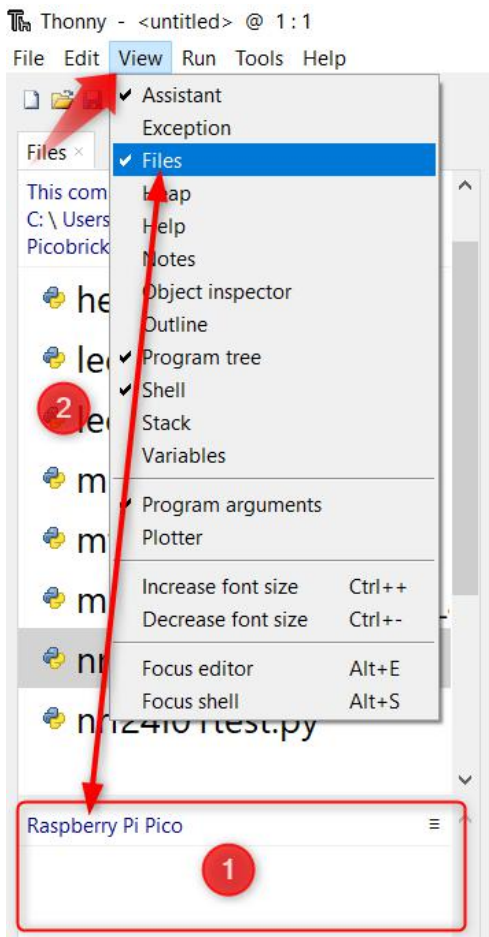 Thonny - <untitled> @ 1:1
File Edit View Run Tools Help
Files ×
Assistant
Exception
Files
Heap
Help
Notes
Object inspector
Outline
Program tree
Shell
Stack
Variables
Program arguments
Plotter
Increase font size Ctrl++
Decrease font size Ctrl+-
Focus editor Alt+E
Focus shell Alt+S
This com
C: \ Users
Picobrick
he
le
2
m
m
m
Raspberry Pi Pico
1